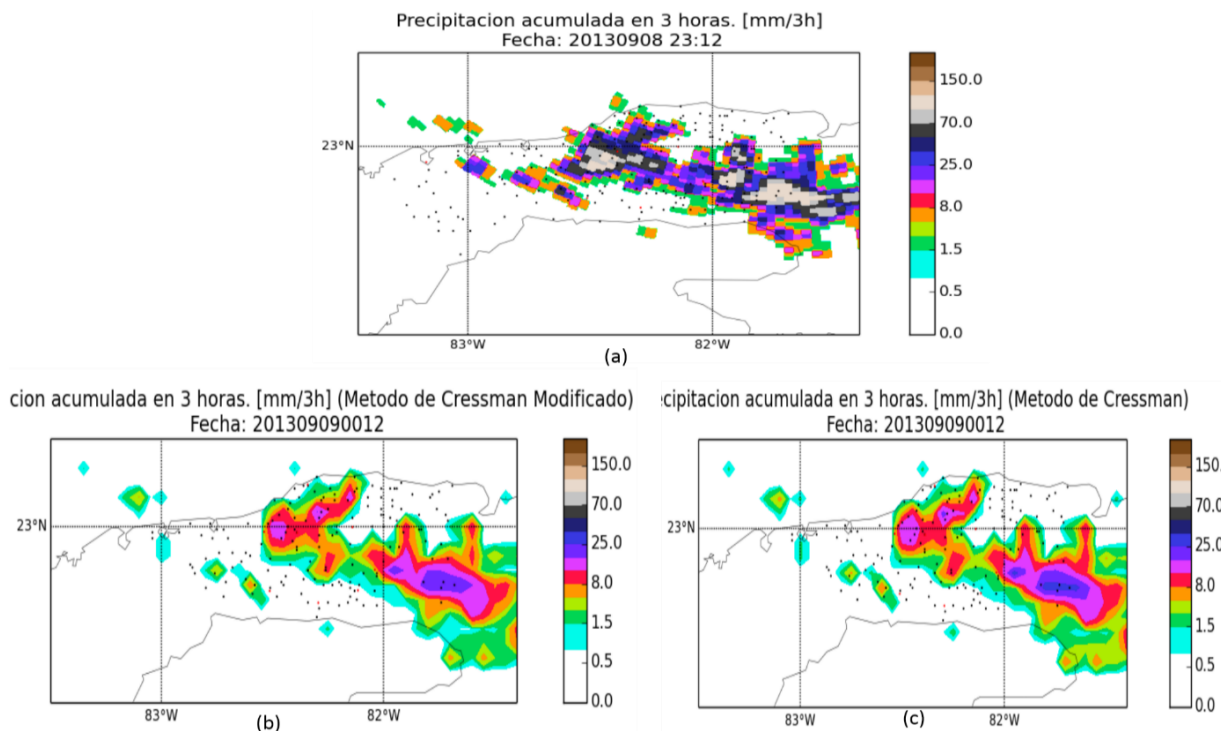 Precipitacion acumulada en 3 horas. [mm/3h]
Fecha: 20130908 23:12
150.0
70.0
23°N
25.0
8.0
1.5
0.5
0.0
83°W
82°W
(a)
cion acumulada en 3 horas. [mm/3h] (Metodo de Cressman Modificado)
Fecha: 201309090012
150.0
70.0
23°N
25.0
8.0
1.5
0.5
0.0
83°W
82°W
(b)
ecipitacion acumulada en 3 horas. [mm/3h] (Metodo de Cressman)
Fecha: 201309090012
150.0
70.0
23°N
25.0
8.0
1.5
0.5
0.0
83°W
82°W
(c)